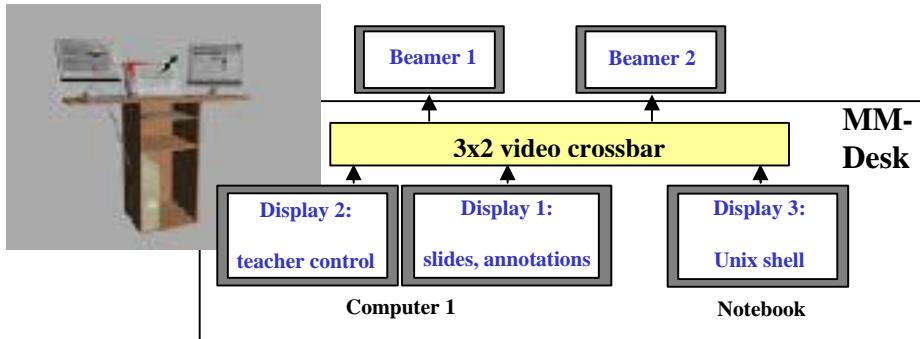 Beamer 1
Beamer 2
MM-
Desk
3x2 video crossbar
Display 2:
teacher control
Display 1:
slides, annotations
Display 3:
Unix shell
Computer 1
Notebook